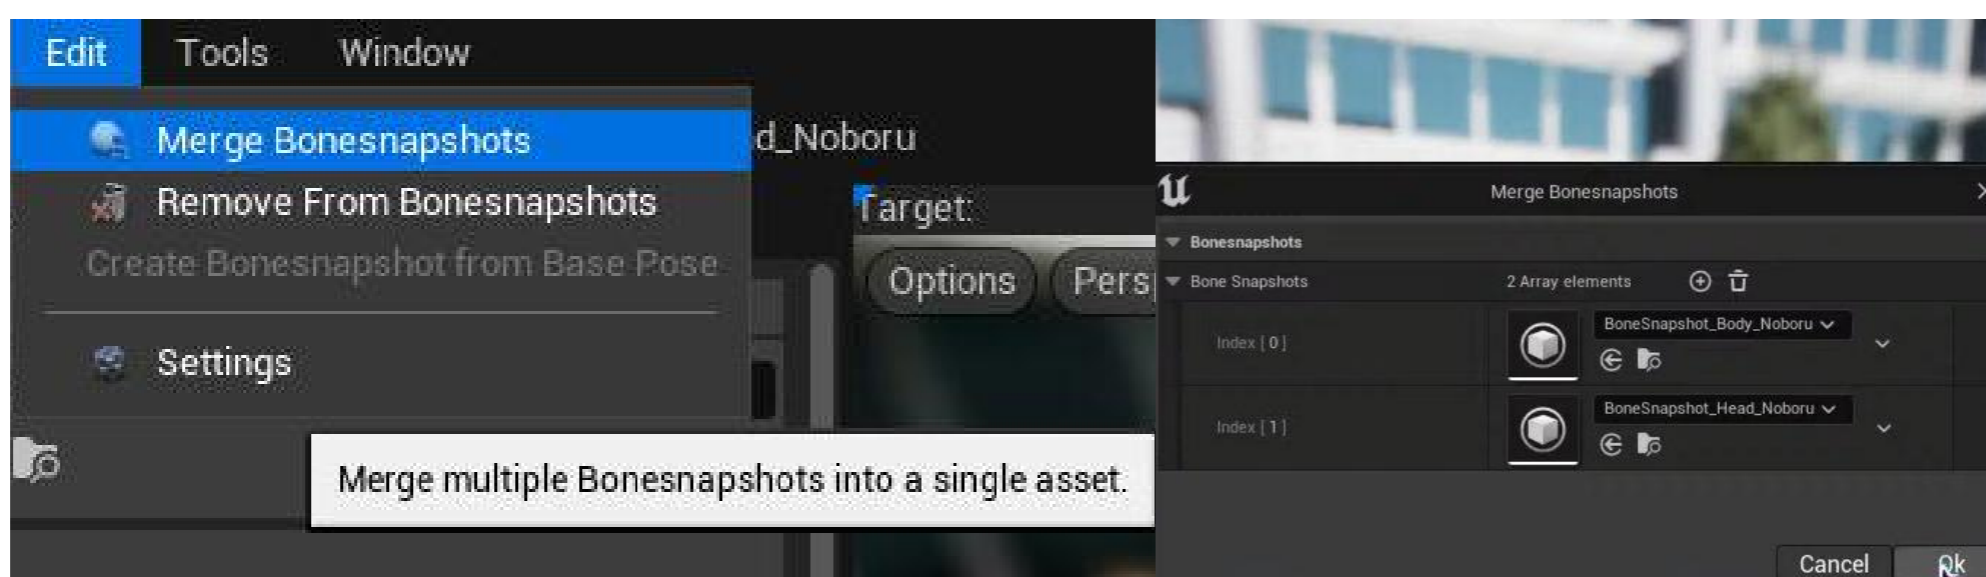 Edit Tools Window
Merge Bonesnapshots
Remove From Bonesnapshots
Create Bonesnapshot from Base Pose
Settings
Merge multiple Bonesnapshots into a single asset.
d_Noboru
Target:
Options Pers
Merge Bonesnapshots
Bonesnapshots
Bone Snapshots 2 Array elements
Index [ 0 ] BoneSnapshot_Body_Noboru
Index [ 1 ] BoneSnapshot_Head_Noboru
Cancel Ok